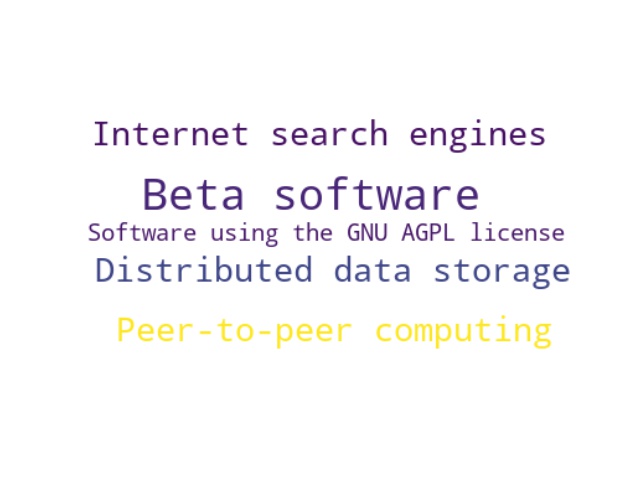 Internet search engines
Beta software
Software using the GNU AGPL license
Distributed data storage
Peer-to-peer computing